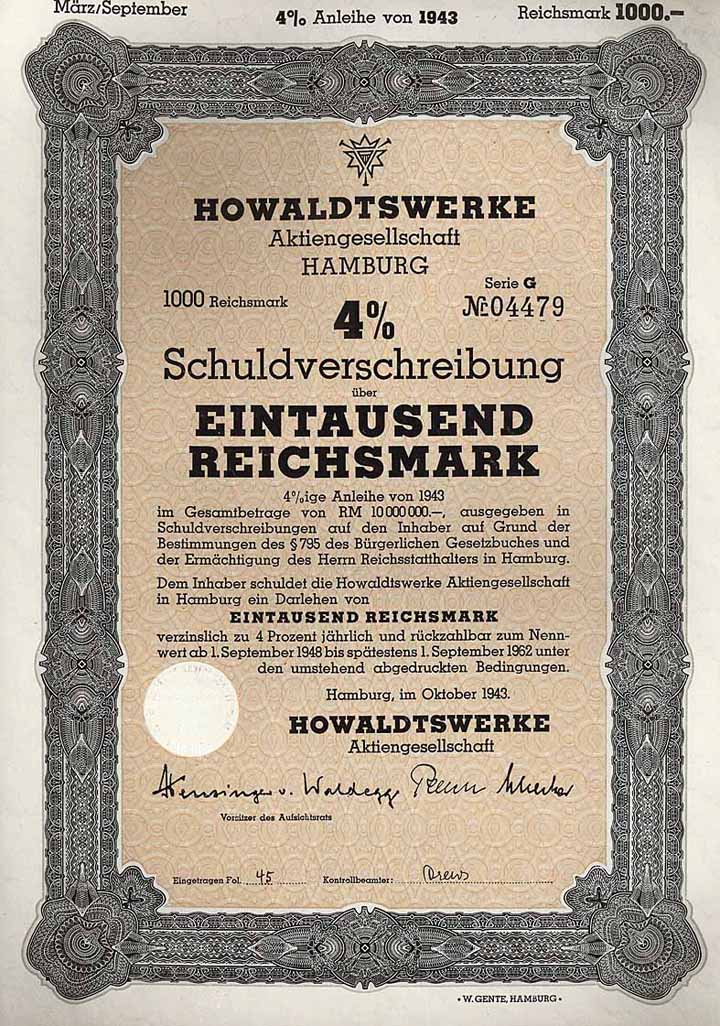 März/September
4% Anleihe von 1943
Reichsmark 1000.–
HOWALDTSWERKE
Aktiengesellschaft
HAMBURG
Serie G
1000 Reichsmark
№ 04479
4%
Schuldverschreibung
über
EINTAUSEND
REICHSMARK
4%ige Anleihe von 1943
im Gesamtbetrage von RM 10000000.–, ausgegeben in
Schuldverschreibungen auf den Inhaber auf Grund der
Bestimmungen des § 795 des Bürgerlichen Gesetzbuches und
der Ermächtigung des Herrn Reichsstatthalters in Hamburg.
Dem Inhaber schuldet die Howaldtswerke Aktiengesellschaft
in Hamburg ein Darlehen von
EINTAUSEND REICHSMARK
verzinslich zu 4 Prozent jährlich und rückzahlbar zum Nenn-
wert ab 1. September 1948 bis spätestens 1. September 1962 unter
den umstehend abgedruckten Bedingungen.
Hamburg, im Oktober 1943.
HOWALDTSWERKE
Aktiengesellschaft
v. Waldegg
Vorsitzer des Aufsichtsrats
Eingetragen Fol. 45
Kontrollbeamter: Drews
• W. GENTE, HAMBURG •